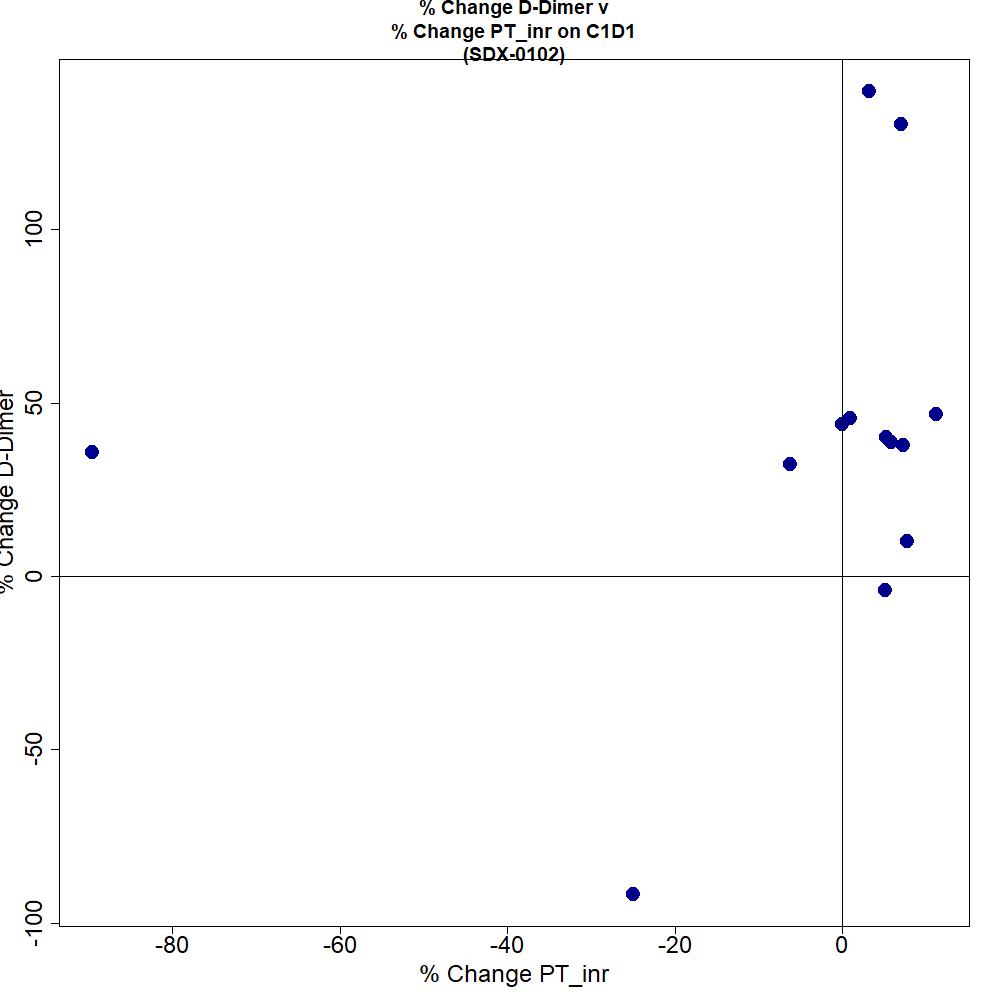 % Change D-Dimer v
% Change PT_inr on C1D1
(SDX-0102)
% Change D-Dimer
100
50
0
-50
-100
-80
-60
-40
-20
0
% Change PT_inr